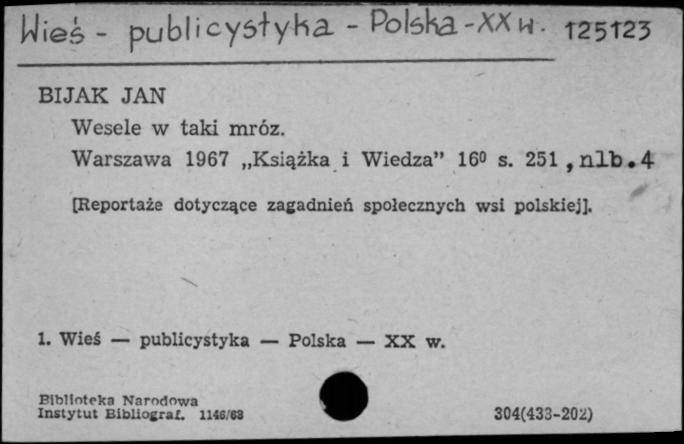 Wieś - publicystyka - Polska - XX w. 125123
BIJAK JAN
Wesele w taki mróz.
Warszawa 1967 „Książka i Wiedza” 16⁰ s. 251, nlb.4
[Reportaże dotyczące zagadnień społecznych wsi polskiej].
1. Wieś — publicystyka — Polska — XX w.
Biblioteka Narodowa
Instytut Bibliograf. 1146/68
304(433-202)